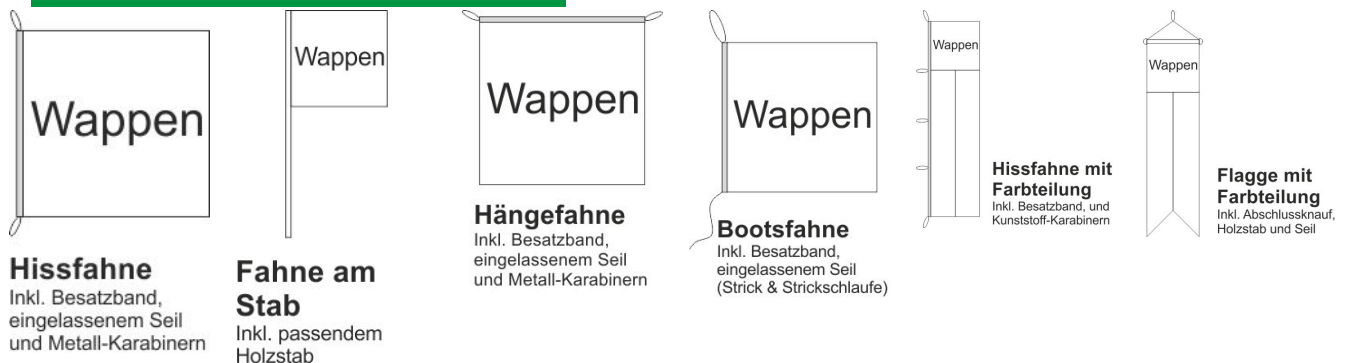 Wappen
Hissfahne
Inkl. Besatzband,
eingelassenem Seil
und Metall-Karabinern
Wappen
Fahne am
Stab
Inkl. passendem
Holzstab
Wappen
Hängefahne
Inkl. Besatzband,
eingelassenem Seil
und Metall-Karabinern
Wappen
Bootsfahne
Inkl. Besatzband,
eingelassenem Seil
(Strick & Strickschlaufe)
Wappen
Hissfahne mit
Farbteilung
Inkl. Besatzband, und
Kunststoff-Karabinern
Wappen
Flagge mit
Farbteilung
Inkl. Abschlussknauf,
Holzstab und Seil